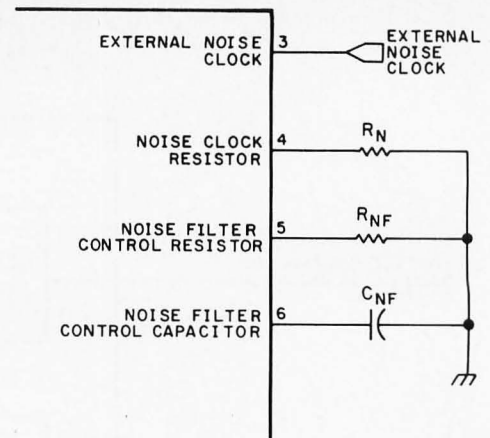 EXTERNAL NOISE
CLOCK
3
EXTERNAL
NOISE
CLOCK
NOISE CLOCK
RESISTOR
4
RN
NOISE FILTER
CONTROL RESISTOR
5
RNF
NOISE FILTER
CONTROL CAPACITOR
6
CNF